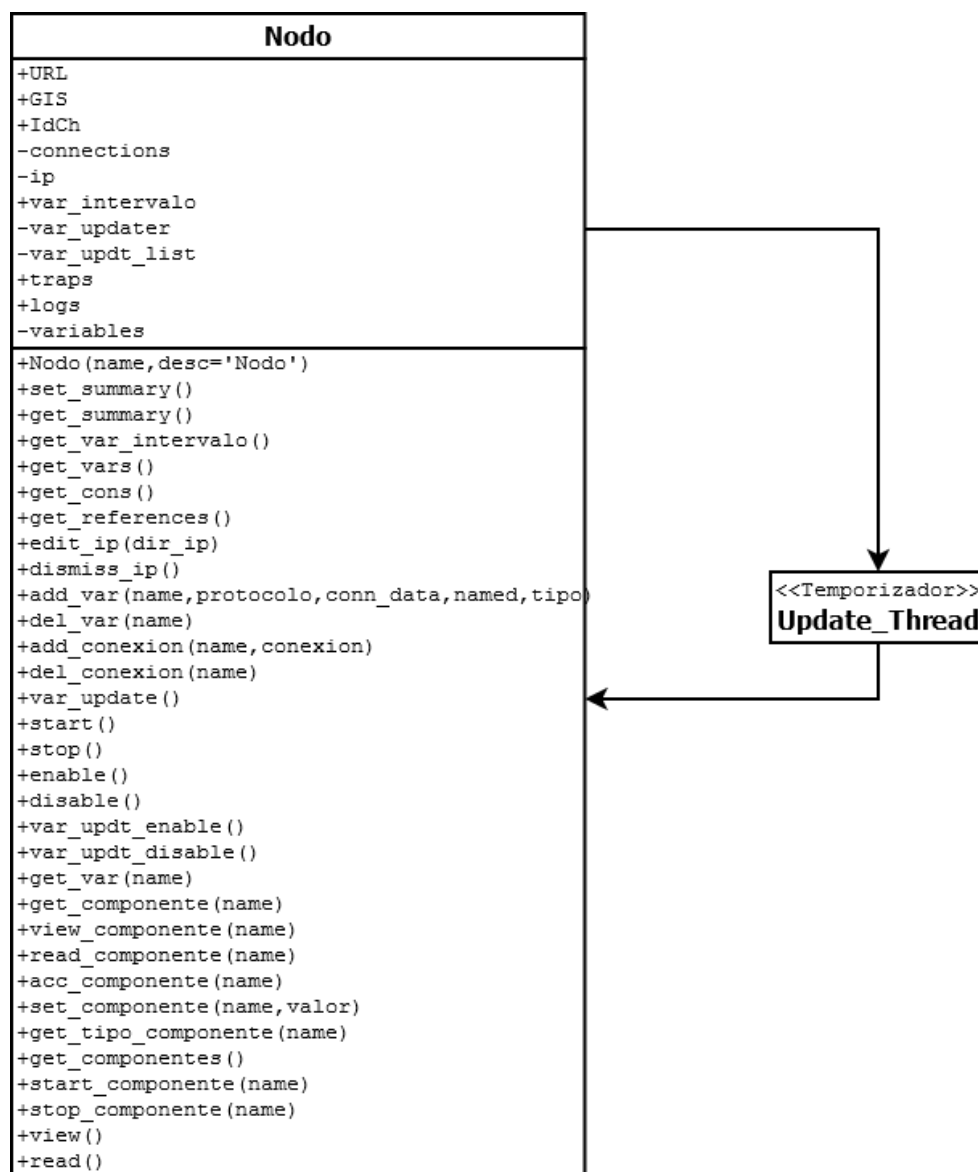 Nodo
+URL
+GIS
+IdCh
-connections
-ip
+var_intervalo
-var_updater
-var_updt_list
+traps
+logs
-variables
+Nodo(name,desc='Nodo')
+set_summary()
+get_summary()
+get_var_intervalo()
+get_vars()
+get_cons()
+get_references()
+edit_ip(dir_ip)
+dismiss_ip()
+add_var(name,protocolo,conn_data,named,tipo)
+del_var(name)
+add_conexion(name,conexion)
+del_conexion(name)
+var_update()
+start()
+stop()
+enable()
+disable()
+var_updt_enable()
+var_updt_disable()
+get_var(name)
+get_componente(name)
+view_componente(name)
+read_componente(name)
+acc_componente(name)
+set_componente(name,valor)
+get_tipo_componente(name)
+get_componentes()
+start_componente(name)
+stop_componente(name)
+view()
+read()
<<Temporizador>>
Update_Thread